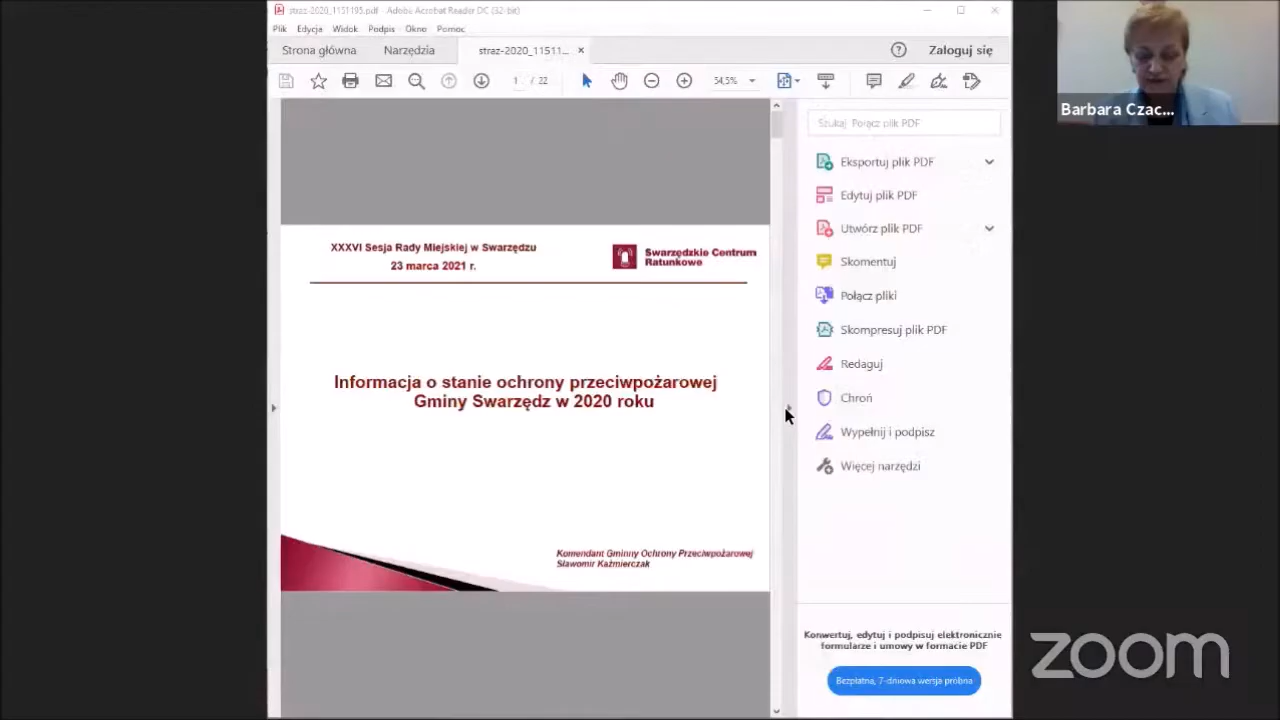 straz-2020_1151195.pdf - Adobe Acrobat Reader DC (32-bit)
Plik Edycja Widok Podpis Okno Pomoc
Strona główna Narzędzia straz-2020_11511... × Zaloguj się
1 / 22 54,5%
Barbara Czac...
Szukaj Połącz plik PDF
Eksportuj plik PDF
Edytuj plik PDF
Utwórz plik PDF
Skomentuj
Połącz pliki
Skompresuj plik PDF
Redaguj
Chroń
Wypełnij i podpisz
Więcej narzędzi
XXXVI Sesja Rady Miejskiej w Swarzędzu
23 marca 2021 r.
Swarzędzkie Centrum
Ratunkowe
Informacja o stanie ochrony przeciwpożarowej
Gminy Swarzędz w 2020 roku
Komendant Gminny Ochrony Przeciwpożarowej
Sławomir Kaźmierczak
Konwertuj, edytuj i podpisuj elektronicznie
formularze i umowy w formacie PDF
Bezpłatna, 7-dniowa wersja próbna
zoom